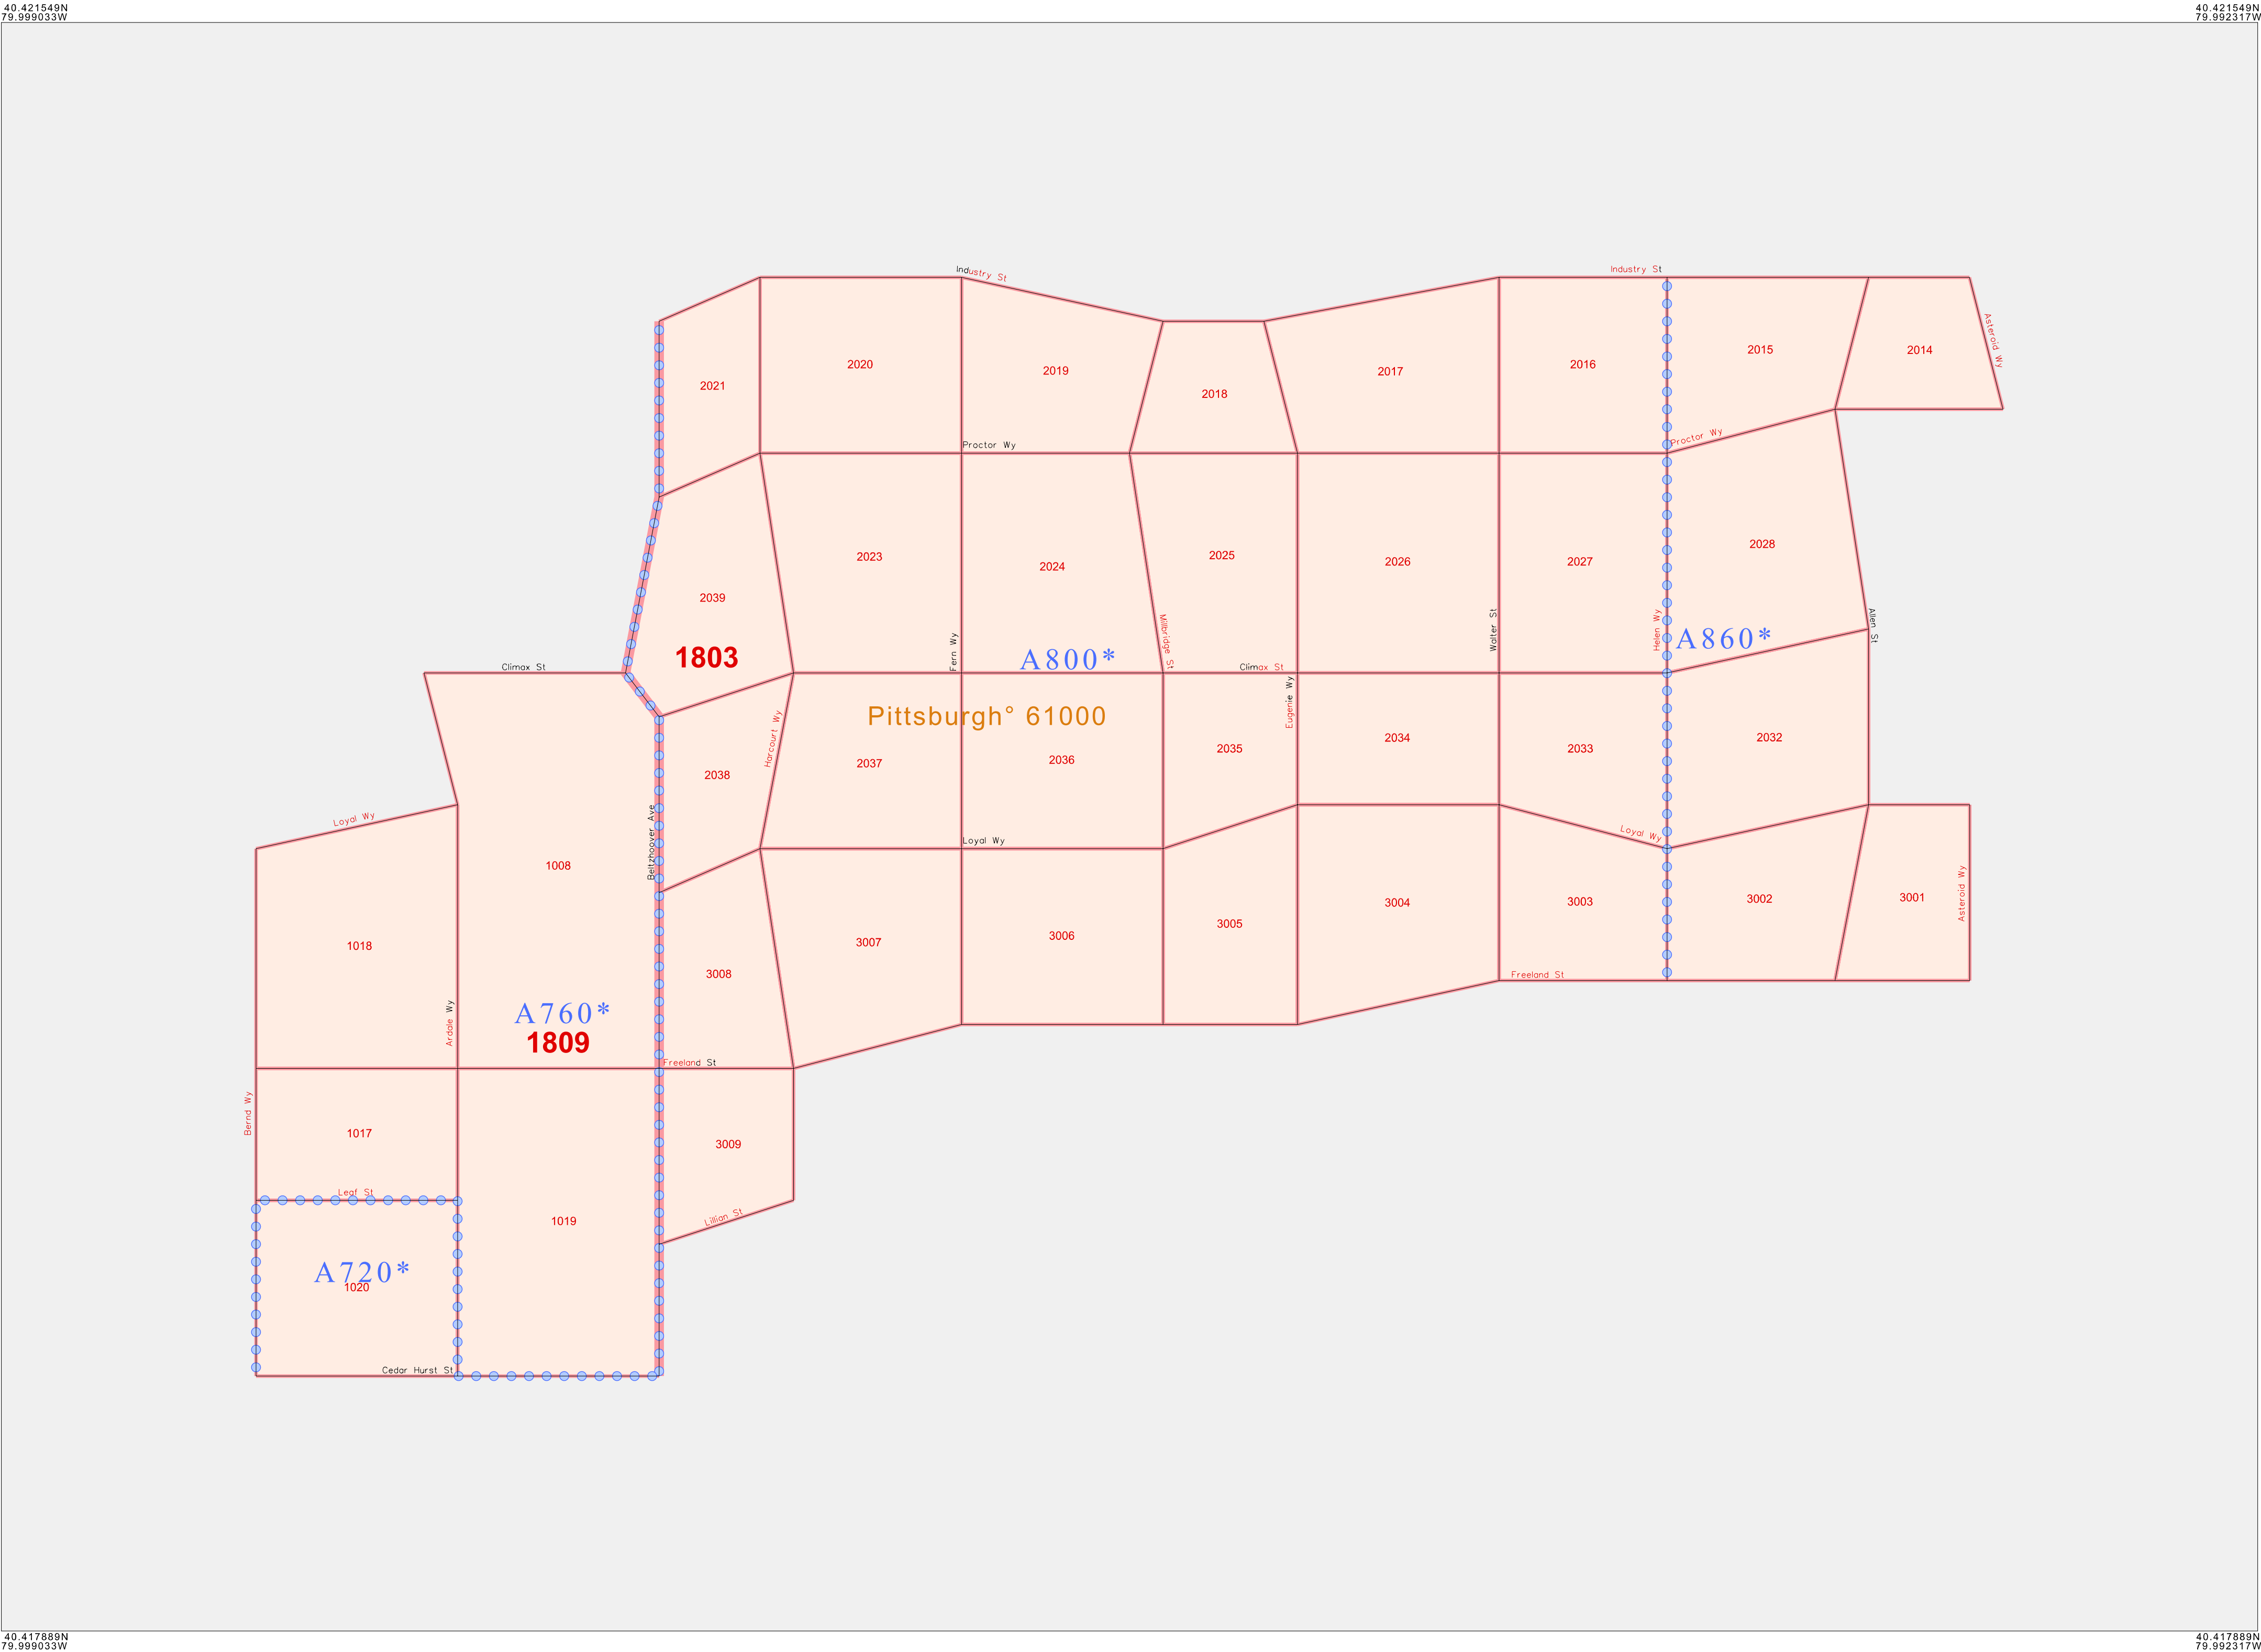 40.421549N
79.999033W
40.421549N
79.992317W
Industry St
Industry St
Asteroid Wy
2021
2020
2019
2018
2017
2016
2015
2014
Proctor Wy
Proctor Wy
2039
2023
2024
2025
2026
2027
2028
Fern Wy
Millbridge St
Walter St
Helen Wy
Allen St
1803
A800*
A860*
Climax St
Climax St
Pittsburgh° 61000
Harcourt Wy
Eugenie Wy
2038
2037
2036
2035
2034
2033
2032
Loyal Wy
Beltzhoover Ave
Loyal Wy
Loyal Wy
1008
1018
3008
3007
3006
3005
3004
3003
3002
3001
Asteroid Wy
Freeland St
Ardale Wy
A760*
1809
Freeland St
Bernd Wy
1017
3009
Leaf St
Lillian St
1019
A720*
1020
Cedar Hurst St
40.417889N
79.999033W
40.417889N
79.992317W